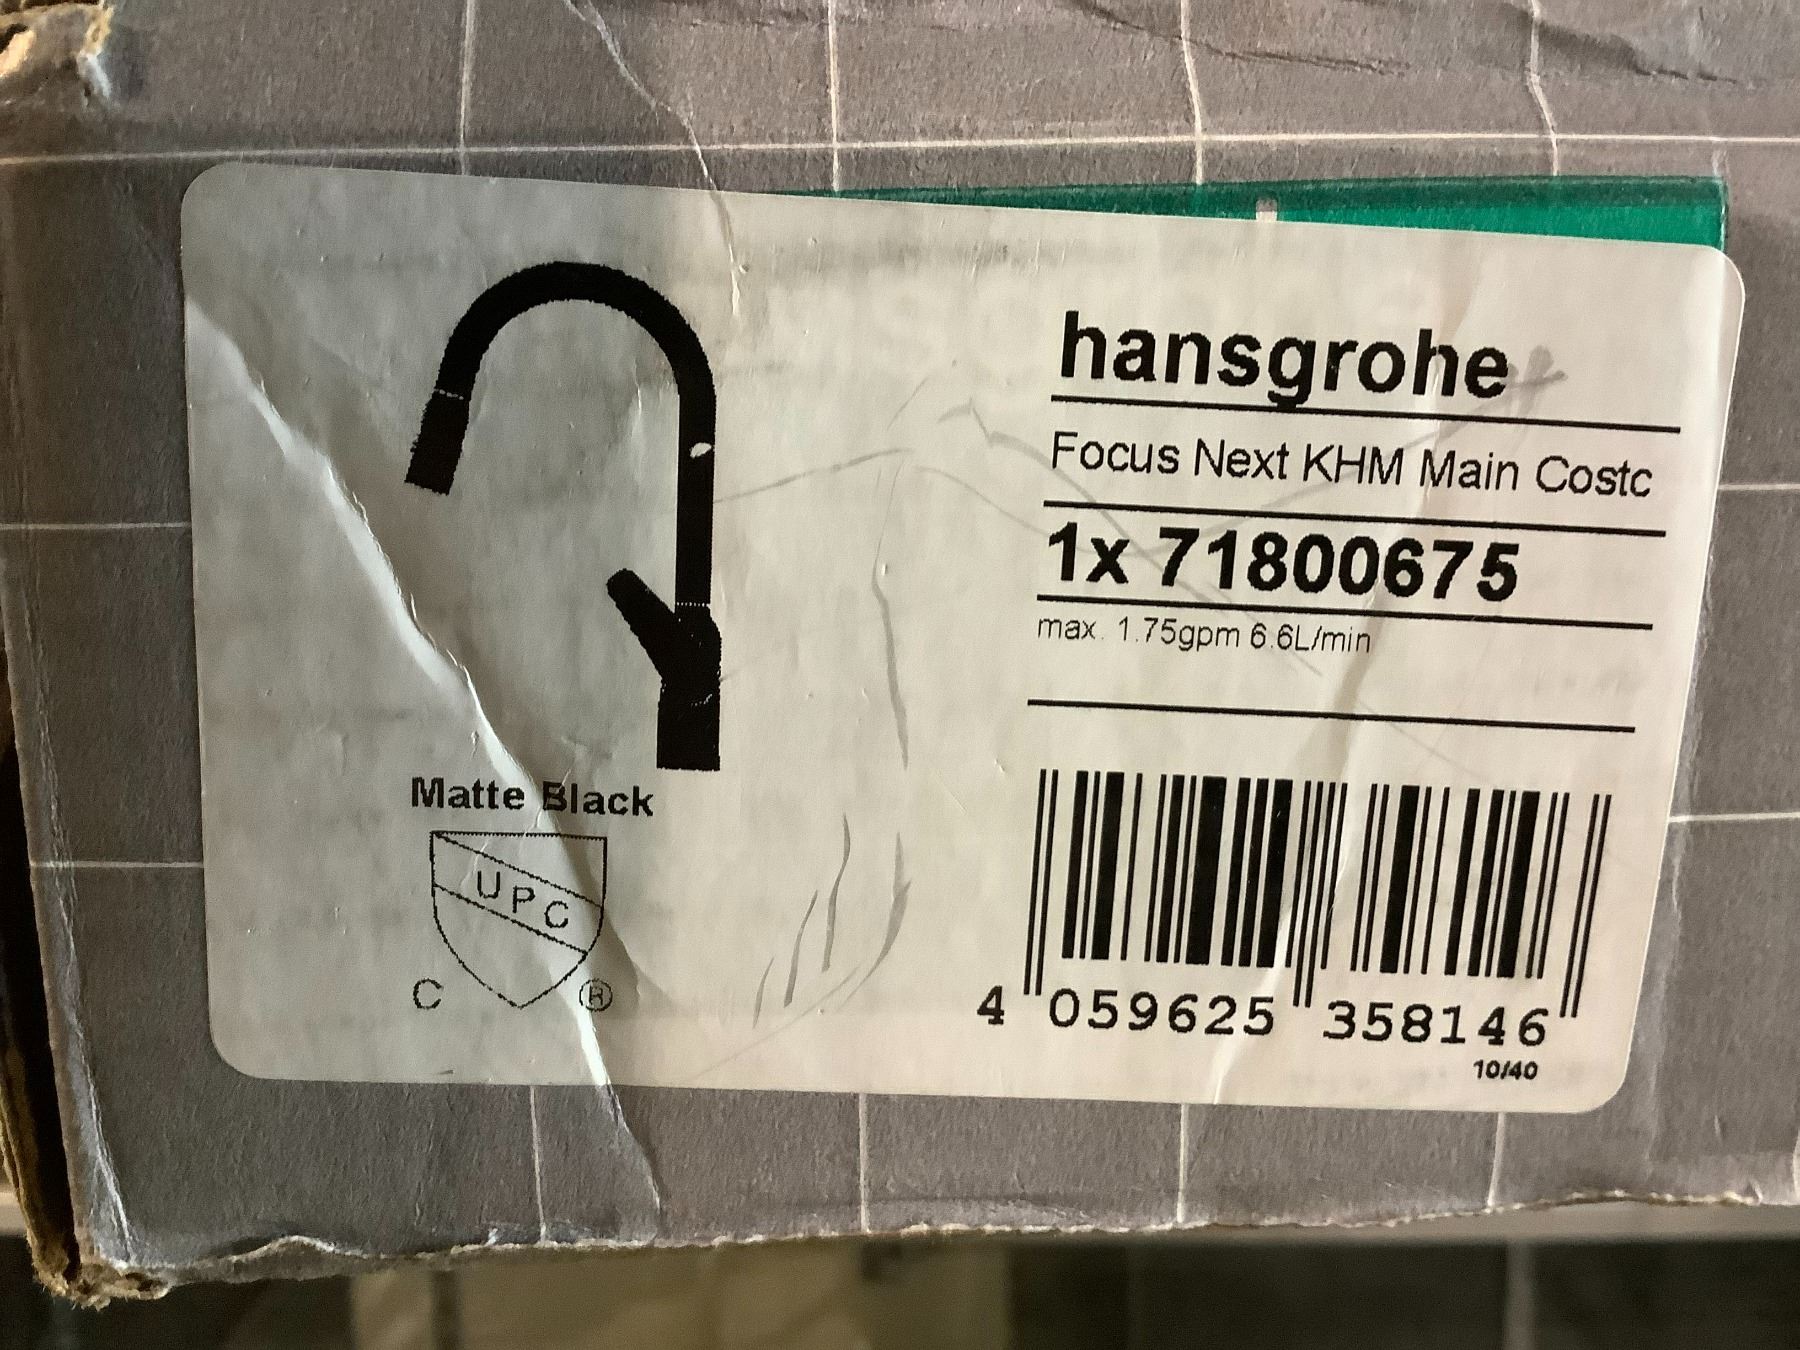 hansgrohe
Focus Next KHM Main Costc
1x 71800675
max. 1.75gpm 6.6L/min
Matte Black
UPC
C ®
4 059625 358146
10/40